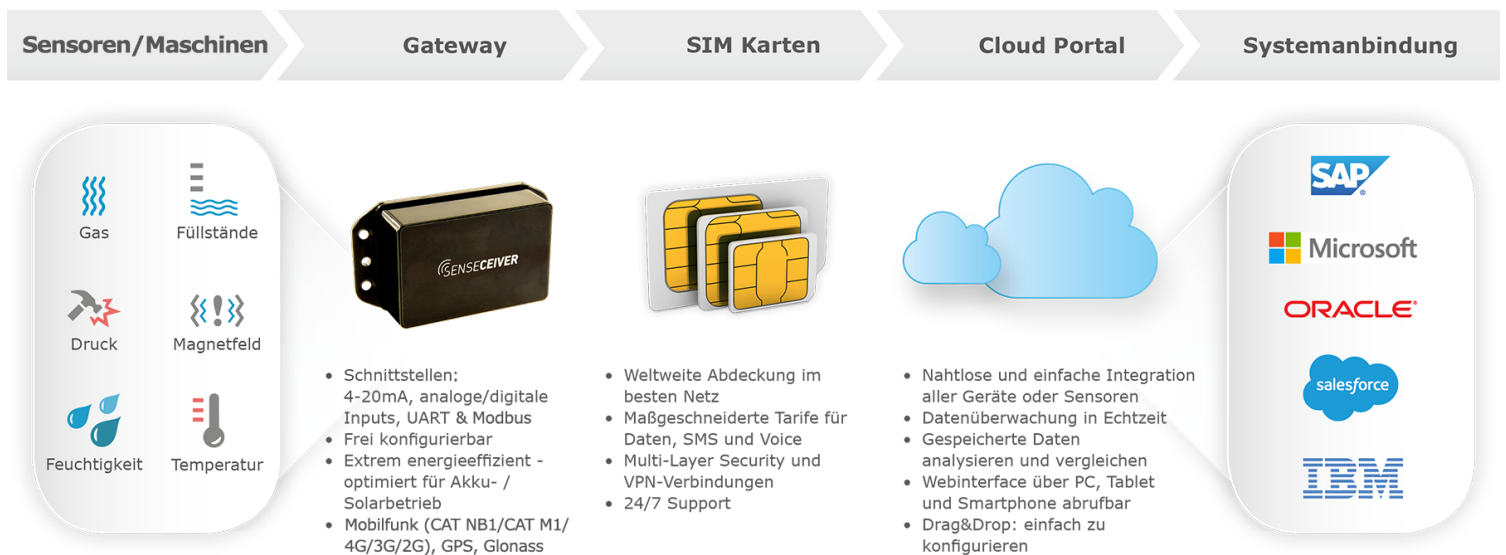 Sensoren/Maschinen
Gateway
SIM Karten
Cloud Portal
Systemanbindung
Gas
Füllstände
Druck
Magnetfeld
Feuchtigkeit
Temperatur
SENSECEIVER
• Schnittstellen:
4-20mA, analoge/digitale
Inputs, UART & Modbus
• Frei konfigurierbar
• Extrem energieeffizient -
optimiert für Akku- /
Solarbetrieb
• Mobilfunk (CAT NB1/CAT M1/
4G/3G/2G), GPS, Glonass
• Weltweite Abdeckung im
besten Netz
• Maßgeschneiderte Tarife für
Daten, SMS und Voice
• Multi-Layer Security und
VPN-Verbindungen
• 24/7 Support
• Nahtlose und einfache Integration
aller Geräte oder Sensoren
• Datenüberwachung in Echtzeit
• Gespeicherte Daten
analysieren und vergleichen
• Webinterface über PC, Tablet
und Smartphone abrufbar
• Drag&Drop: einfach zu
konfigurieren
SAP®
Microsoft
ORACLE®
salesforce
IBM